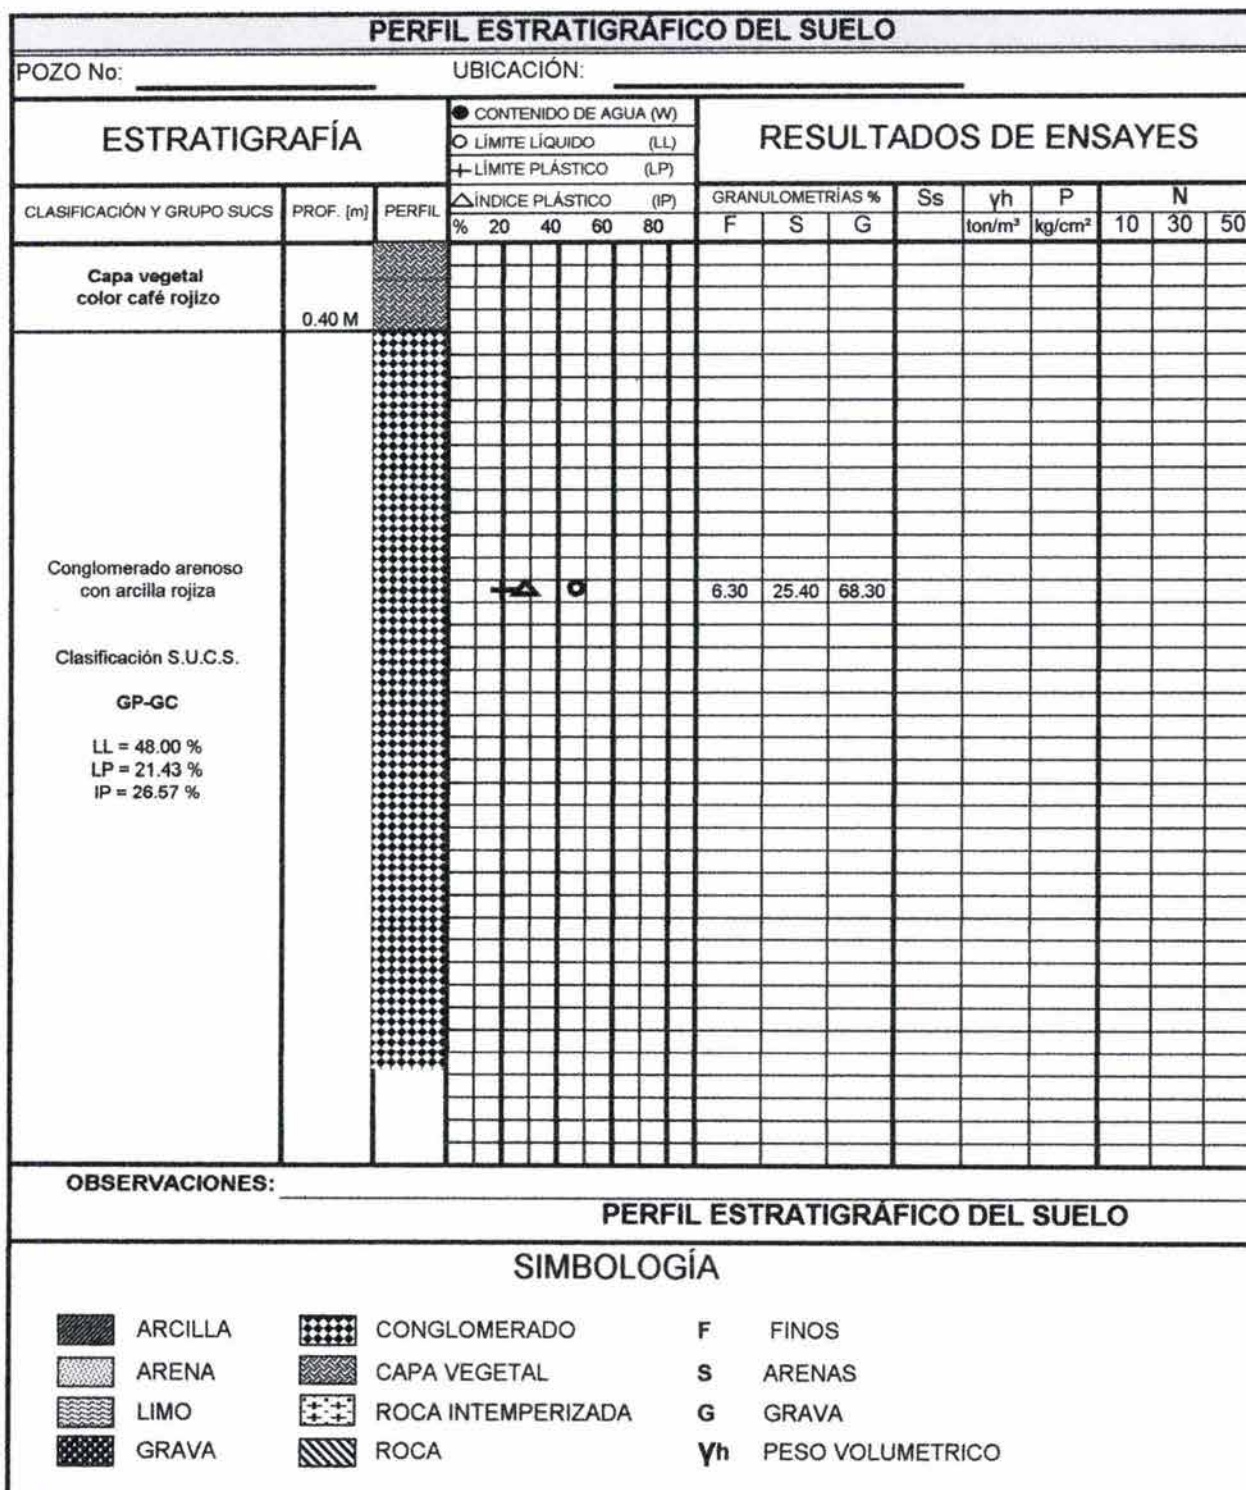 PERFIL ESTRATIGRÁFICO DEL SUELO
POZO No: UBICACIÓN:
ESTRATIGRAFÍA
CONTENIDO DE AGUA (W)
LÍMITE LÍQUIDO (LL)
LÍMITE PLÁSTICO (LP)
ÍNDICE PLÁSTICO (IP)
RESULTADOS DE ENSAYES
CLASIFICACIÓN Y GRUPO SUCS PROF. [m] PERFIL
% 20 40 60 80
GRANULOMETRÍAS % Ss γh P N
F S G ton/m³ kg/cm² 10 30 50
Capa vegetal
color café rojizo
0.40 M
Conglomerado arenoso
con arcilla rojiza
6.30 25.40 68.30
Clasificación S.U.C.S.
GP-GC
LL = 48.00 %
LP = 21.43 %
IP = 26.57 %
OBSERVACIONES:
PERFIL ESTRATIGRÁFICO DEL SUELO
SIMBOLOGÍA
ARCILLA CONGLOMERADO F FINOS
ARENA CAPA VEGETAL S ARENAS
LIMO ROCA INTEMPERIZADA G GRAVA
GRAVA ROCA γh PESO VOLUMETRICO